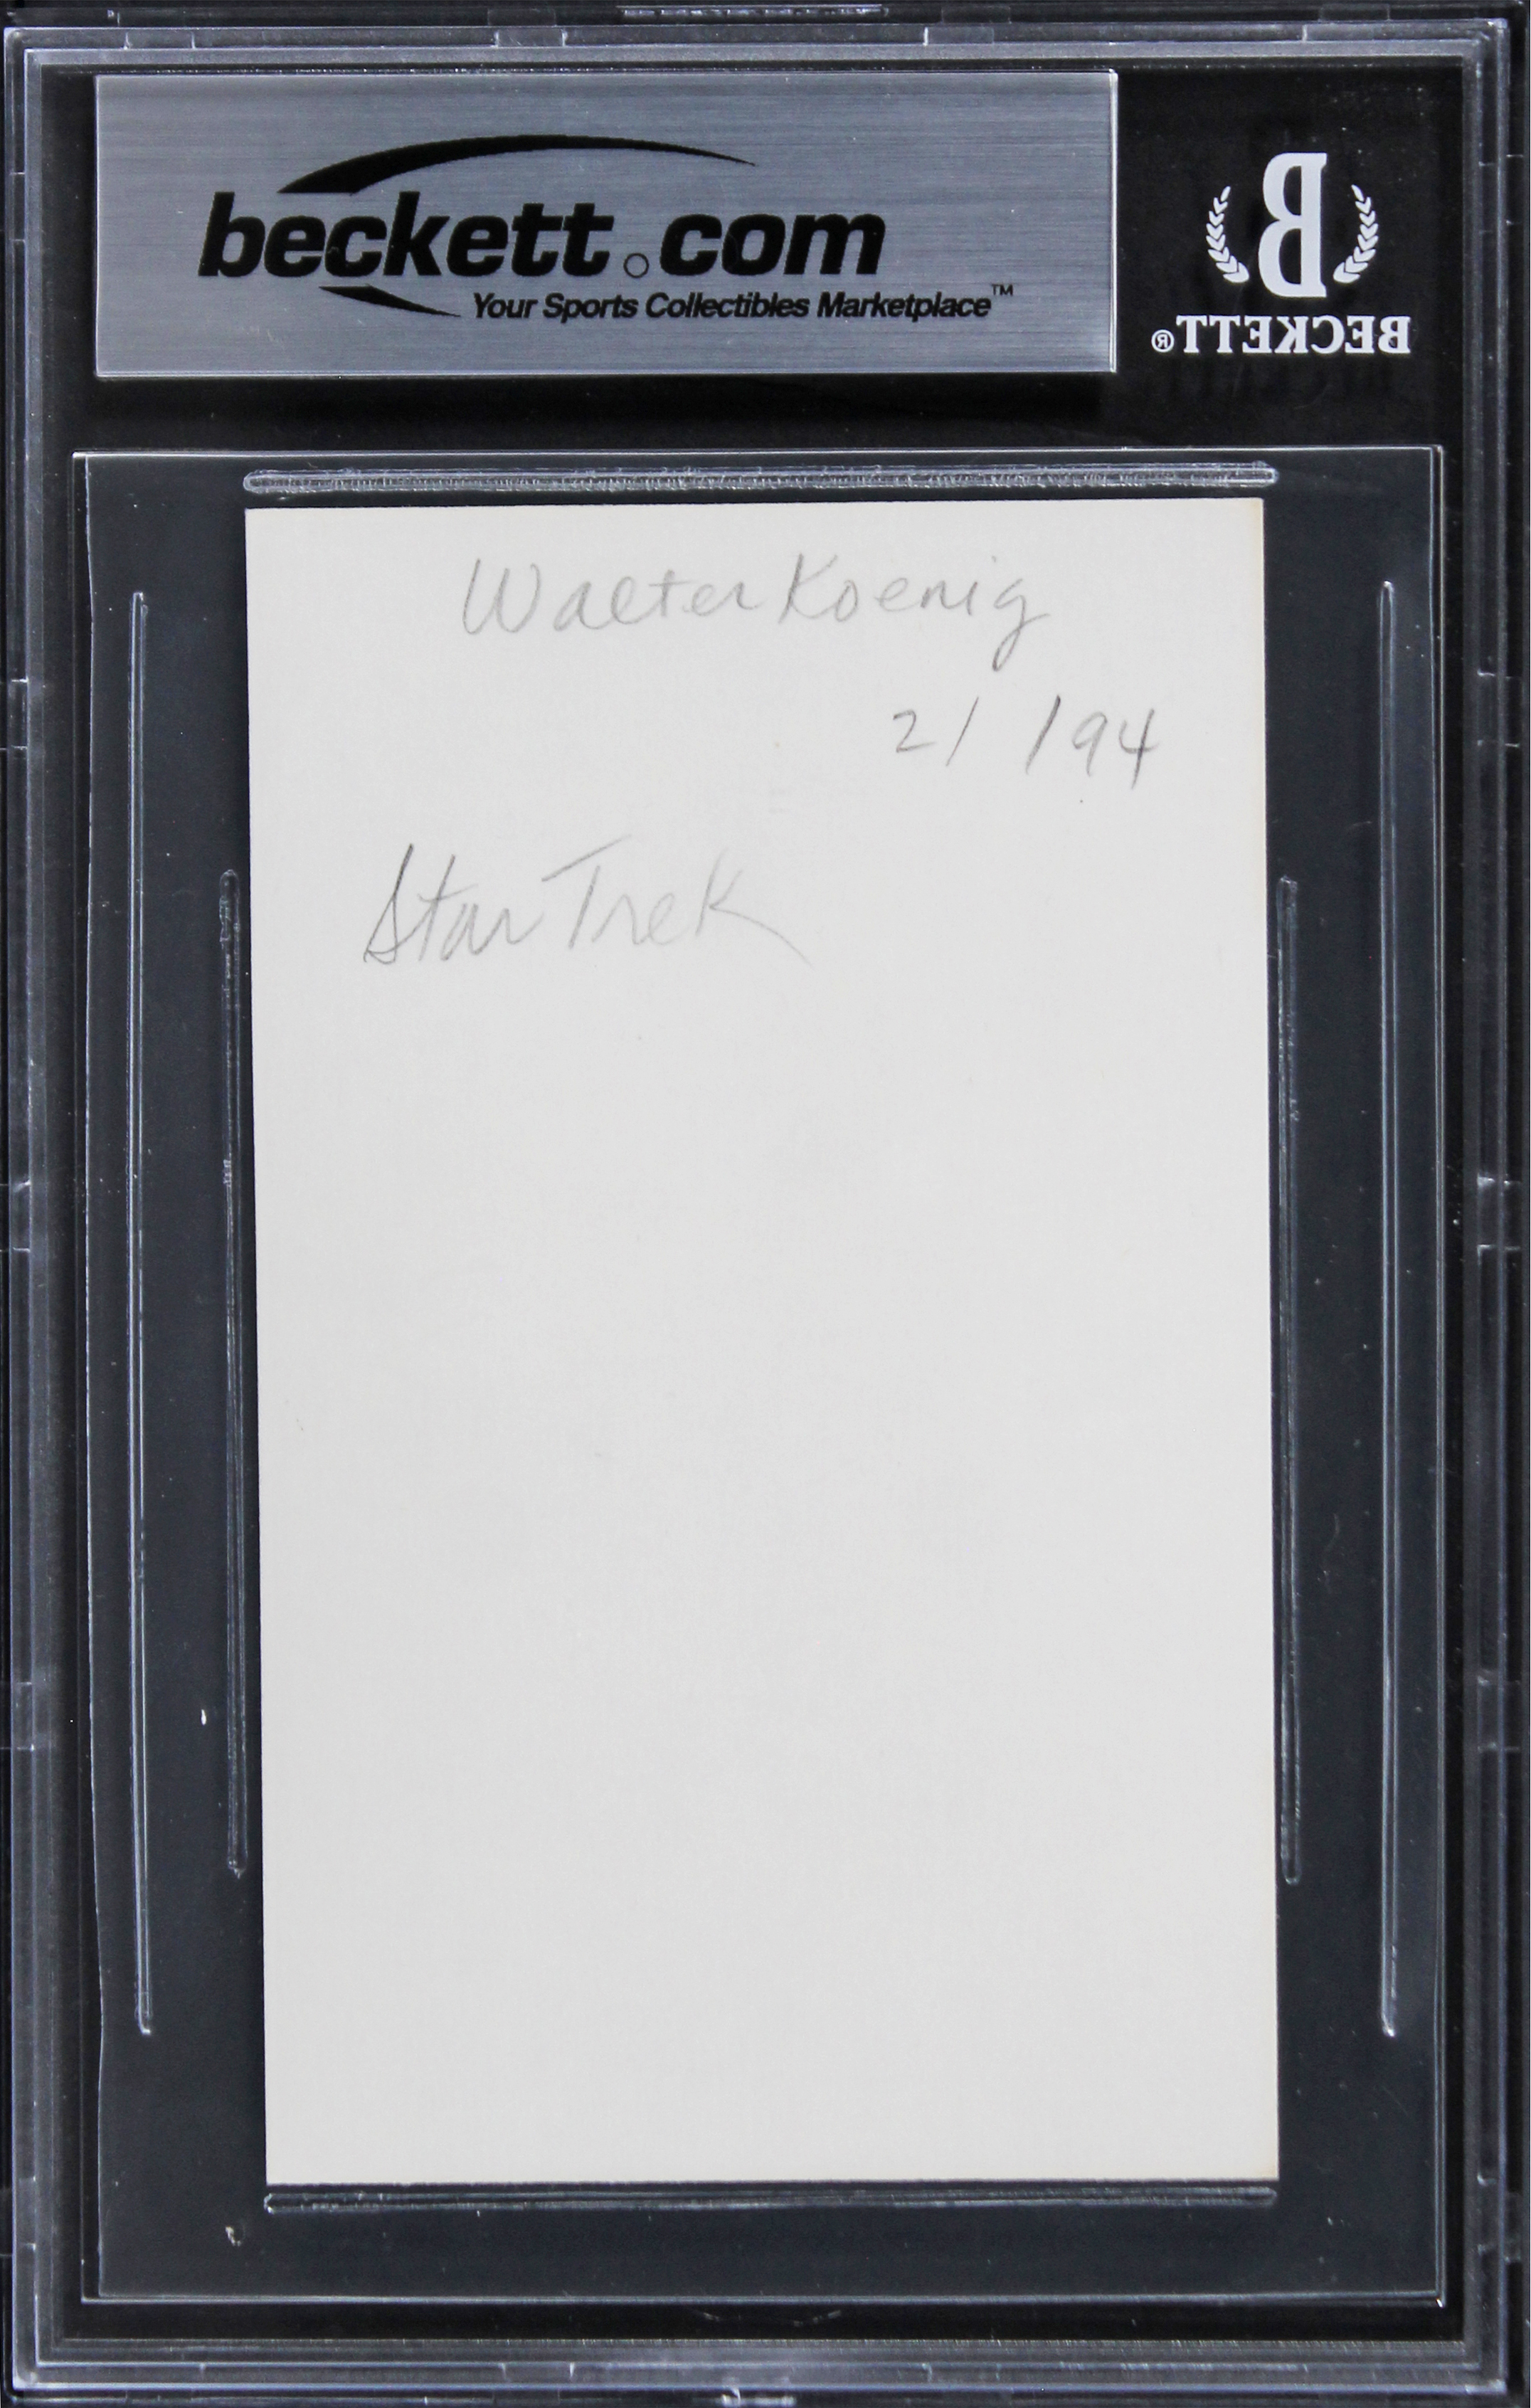 beckett.com
Your Sports Collectibles Marketplace™
B
BECKETT®
Walter Koenig
2/ /94
Star Trek